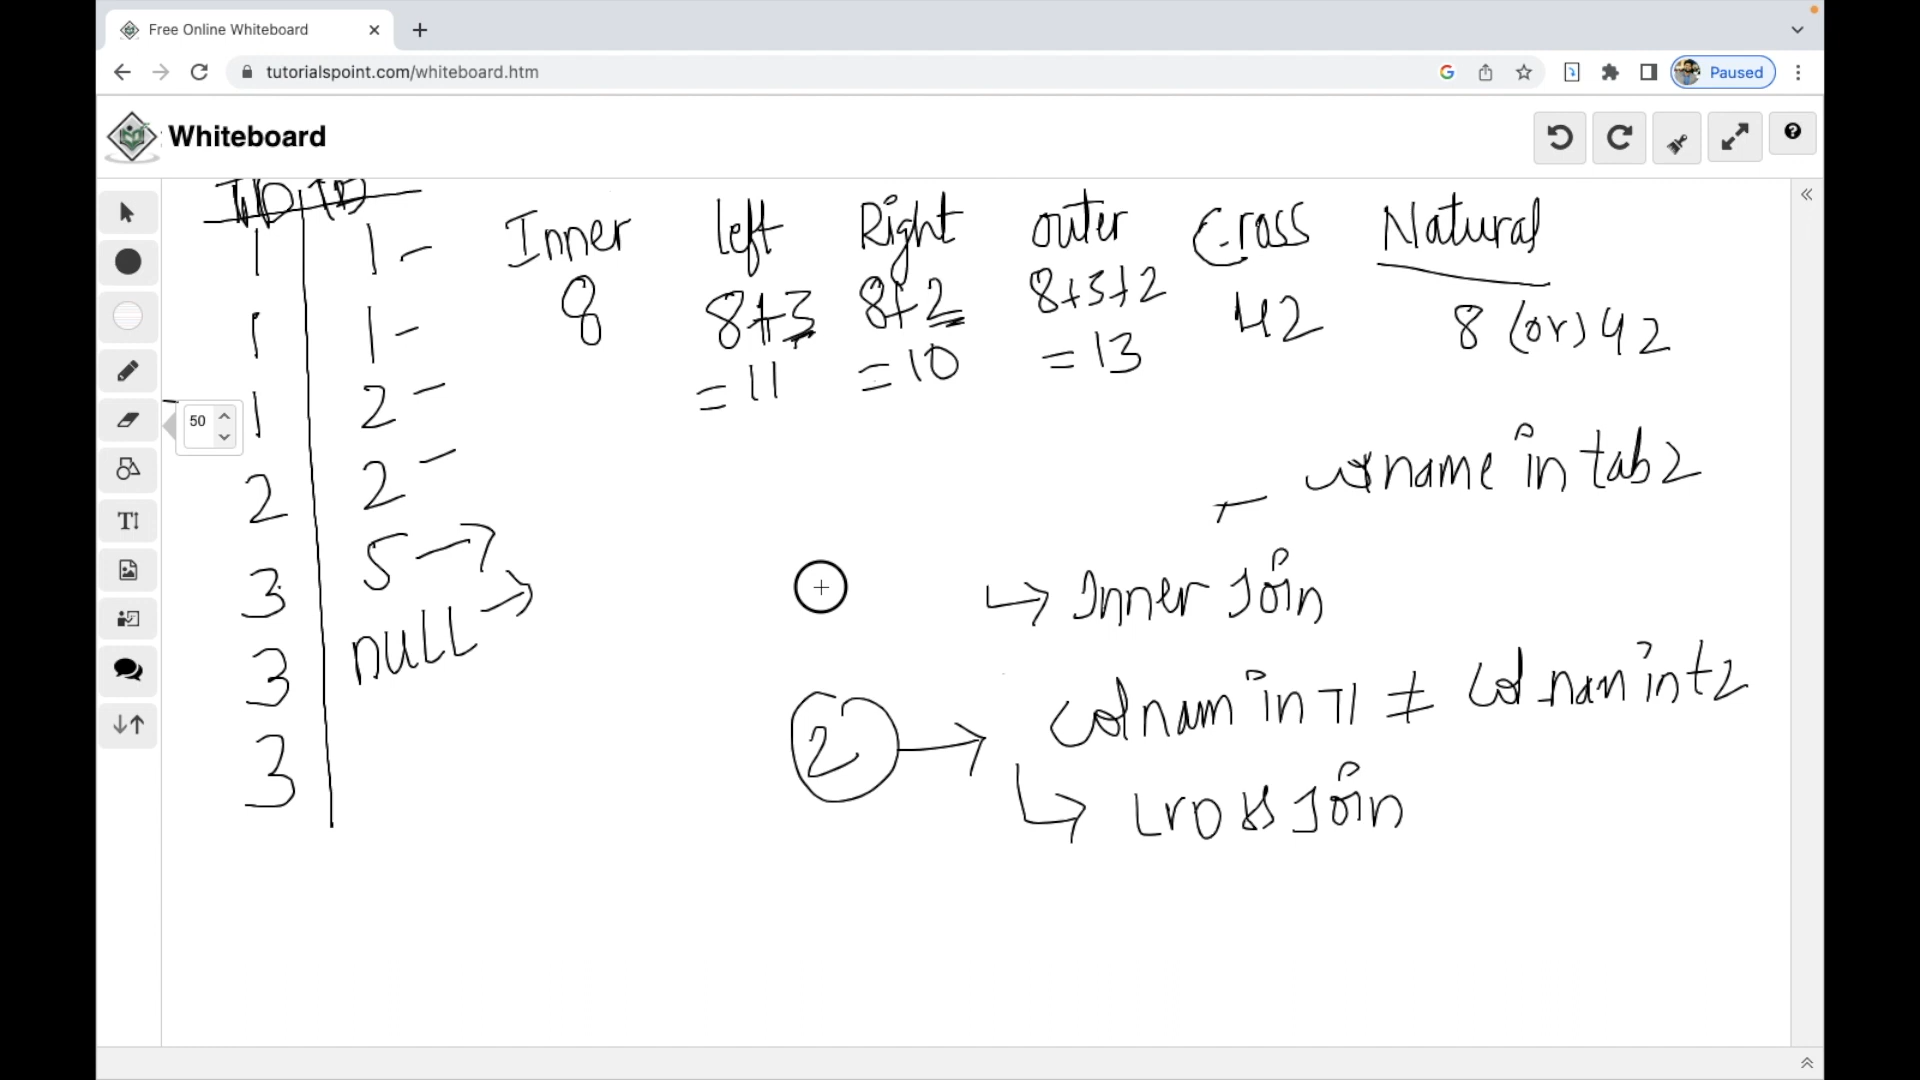 Free Online Whiteboard
tutorialspoint.com/whiteboard.htm
Paused
Whiteboard
50
ID ID
Inner left Right outer Cross Natural
8 8+3 8+2 8+3+2 42 8 (or) 42
=11 =10 =13
1 1 -
1 1 -
1 2 -
2 2 -
3 5 →
3 NULL →
3
name in tab2
↳ Inner Join
2 → Col nam in T1 ≠ Col nam in t2
↳ Cross Join